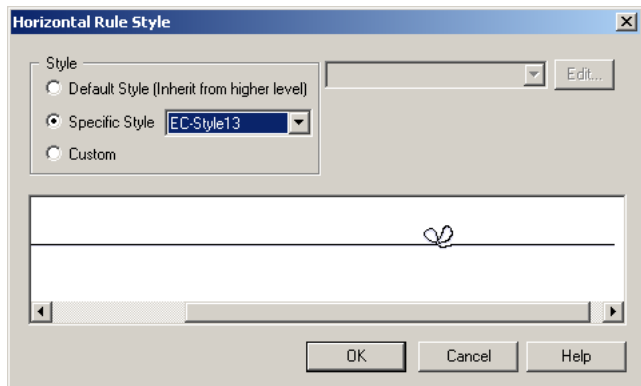 Horizontal Rule Style
Style
Default Style (Inherit from higher level)
Edit...
Specific Style EC-Style13
Custom
OK Cancel Help